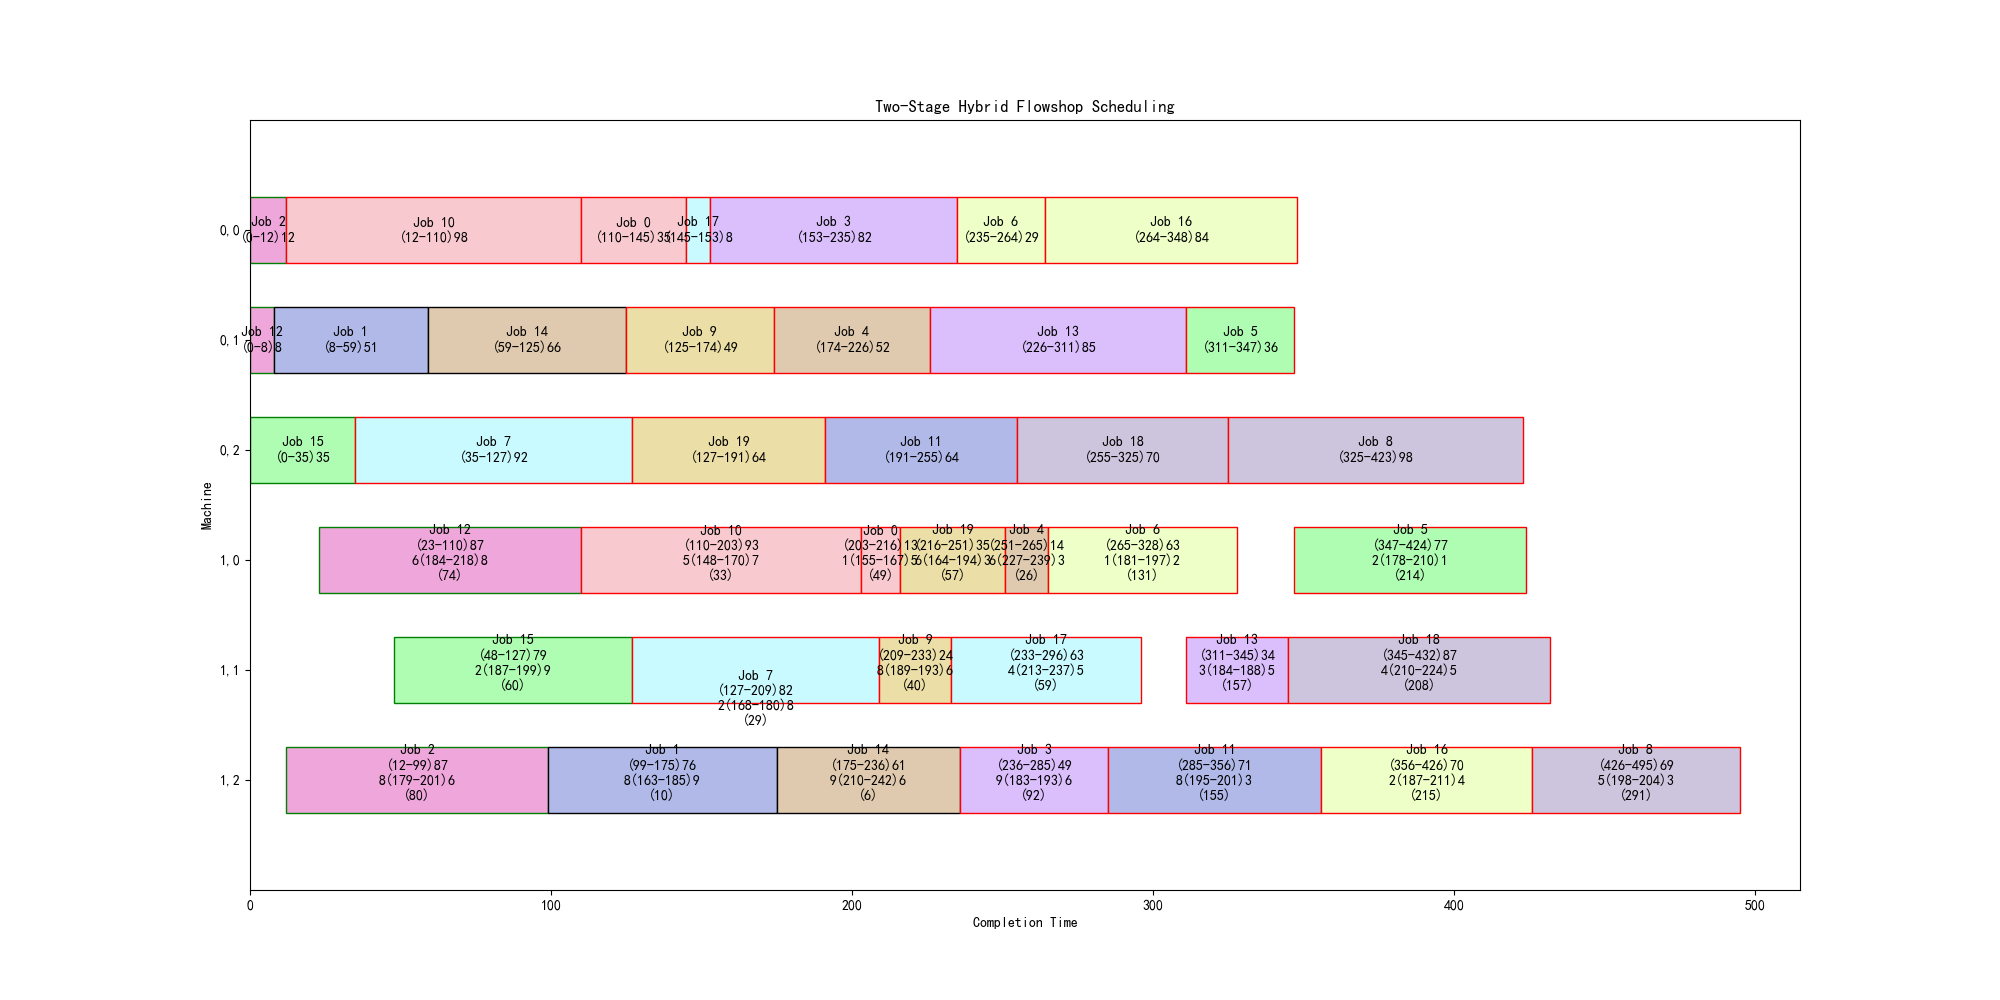 Two-Stage Hybrid Flowshop Scheduling
0,0
Job 2
(0-12)12
Job 10
(12-110)98
Job 0
(110-145)35
Job 17
(145-153)8
Job 3
(153-235)82
Job 6
(235-264)29
Job 16
(264-348)84
0,1
Job 12
(0-8)8
Job 1
(8-59)51
Job 14
(59-125)66
Job 9
(125-174)49
Job 4
(174-226)52
Job 13
(226-311)85
Job 5
(311-347)36
0,2
Job 15
(0-35)35
Job 7
(35-127)92
Job 19
(127-191)64
Job 11
(191-255)64
Job 18
(255-325)70
Job 8
(325-423)98
Machine
1,0
Job 12
(23-110)87
6(184-218)8
(74)
Job 10
(110-203)93
5(148-170)7
(33)
Job 0
(203-216)13
1(155-167)5
(49)
Job 19
(216-251)35
6(164-194)3
(57)
Job 4
(251-265)14
6(227-239)3
(26)
Job 6
(265-328)63
1(181-197)2
(131)
Job 5
(347-424)77
2(178-210)1
(214)
1,1
Job 15
(48-127)79
2(187-199)9
(60)
Job 7
(127-209)82
2(168-180)8
(29)
Job 9
(209-233)24
8(189-193)6
(40)
Job 17
(233-296)63
4(213-237)5
(59)
Job 13
(311-345)34
3(184-188)5
(157)
Job 18
(345-432)87
4(210-224)5
(208)
1,2
Job 2
(12-99)87
8(179-201)6
(80)
Job 1
(99-175)76
8(163-185)9
(10)
Job 14
(175-236)61
9(210-242)6
(6)
Job 3
(236-285)49
9(183-193)6
(92)
Job 11
(285-356)71
8(195-201)3
(155)
Job 16
(356-426)70
2(187-211)4
(215)
Job 8
(426-495)69
5(198-204)3
(291)
0 100 200 300 400 500
Completion Time